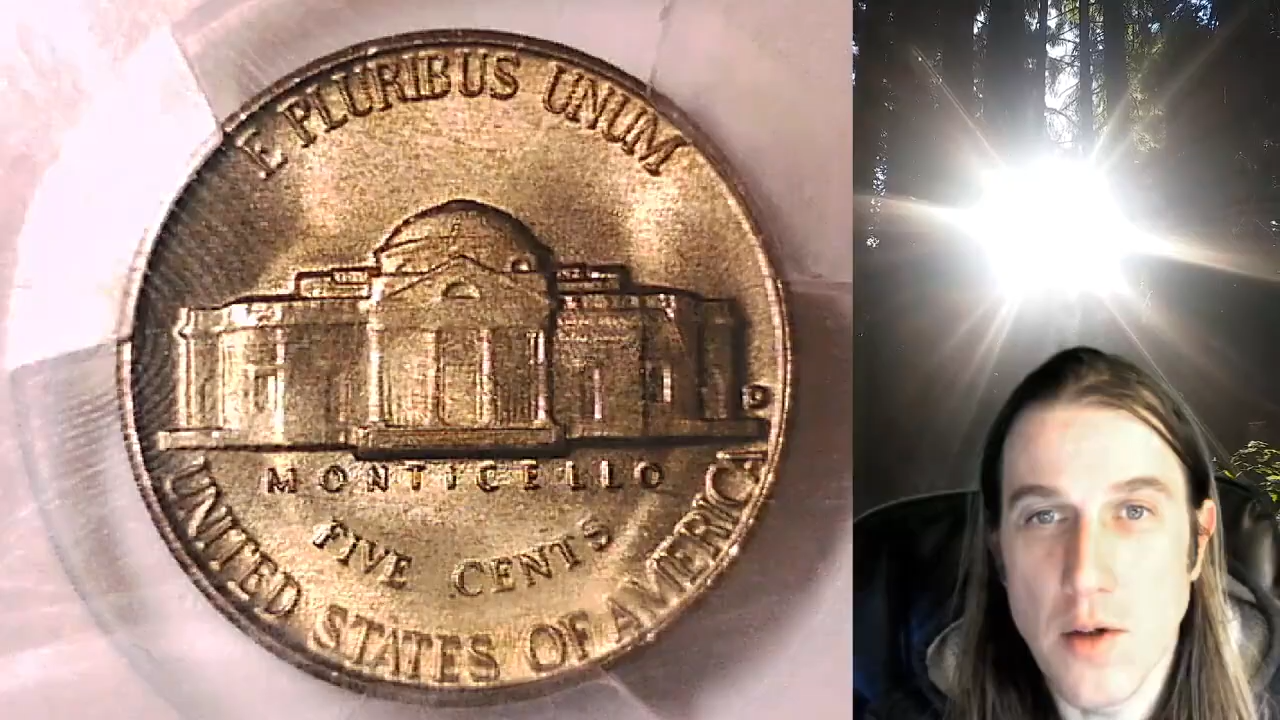 E PLURIBUS UNUM
D
MONTICELLO
FIVE CENTS
UNITED STATES OF AMERICA